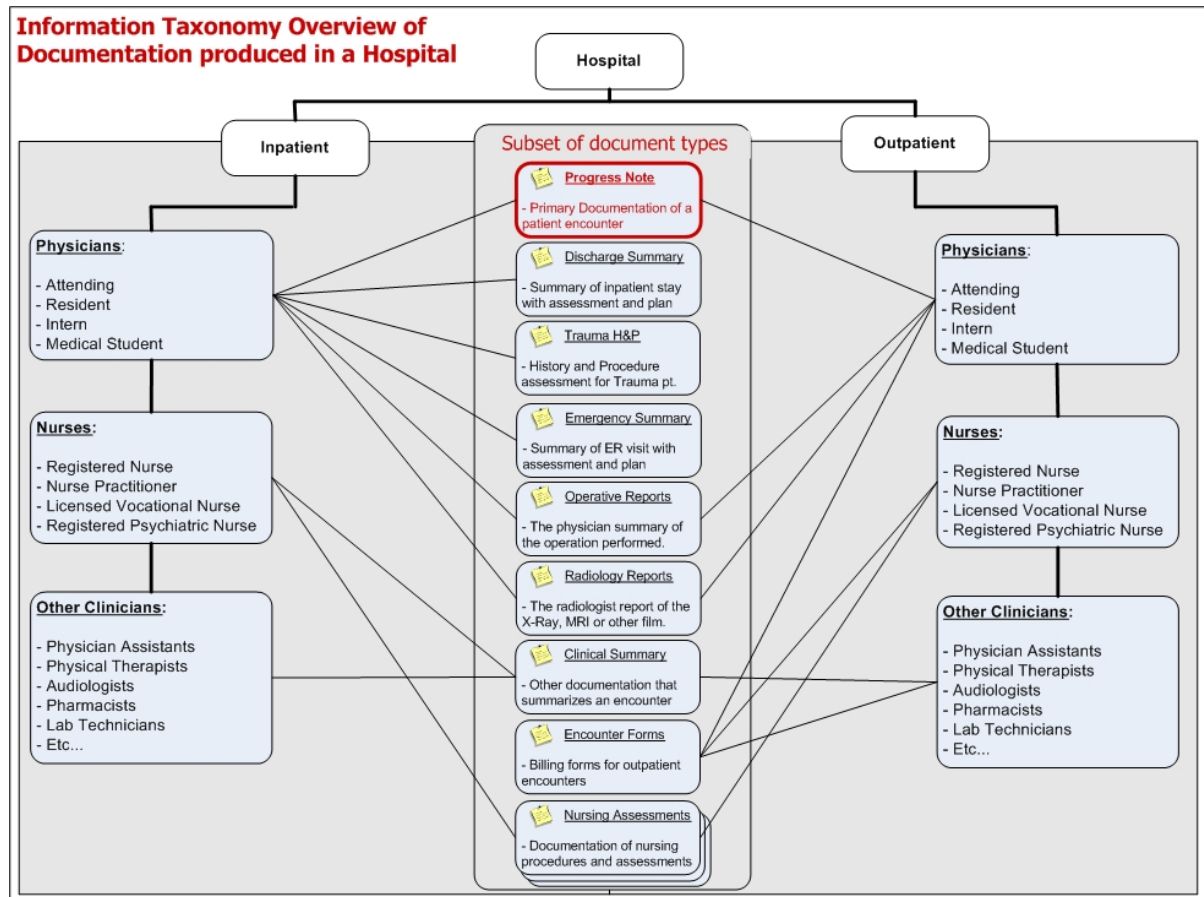 Information Taxonomy Overview of
Documentation produced in a Hospital
Hospital
Inpatient
Outpatient
Subset of document types
Physicians:
- Attending
- Resident
- Intern
- Medical Student
Nurses:
- Registered Nurse
- Nurse Practitioner
- Licensed Vocational Nurse
- Registered Psychiatric Nurse
Other Clinicians:
- Physician Assistants
- Physical Therapists
- Audiologists
- Pharmacists
- Lab Technicians
- Etc...
Progress Note
- Primary Documentation of a
patient encounter
Discharge Summary
- Summary of inpatient stay
with assessment and plan
Trauma H&P
- History and Procedure
assessment for Trauma pt.
Emergency Summary
- Summary of ER visit with
assessment and plan
Operative Reports
- The physician summary of
the operation performed.
Radiology Reports
- The radiologist report of the
X-Ray, MRI or other film.
Clinical Summary
- Other documentation that
summarizes an encounter
Encounter Forms
- Billing forms for outpatient
encounters
Nursing Assessments
- Documentation of nursing
procedures and assessments
Physicians:
- Attending
- Resident
- Intern
- Medical Student
Nurses:
- Registered Nurse
- Nurse Practitioner
- Licensed Vocational Nurse
- Registered Psychiatric Nurse
Other Clinicians:
- Physician Assistants
- Physical Therapists
- Audiologists
- Pharmacists
- Lab Technicians
- Etc...